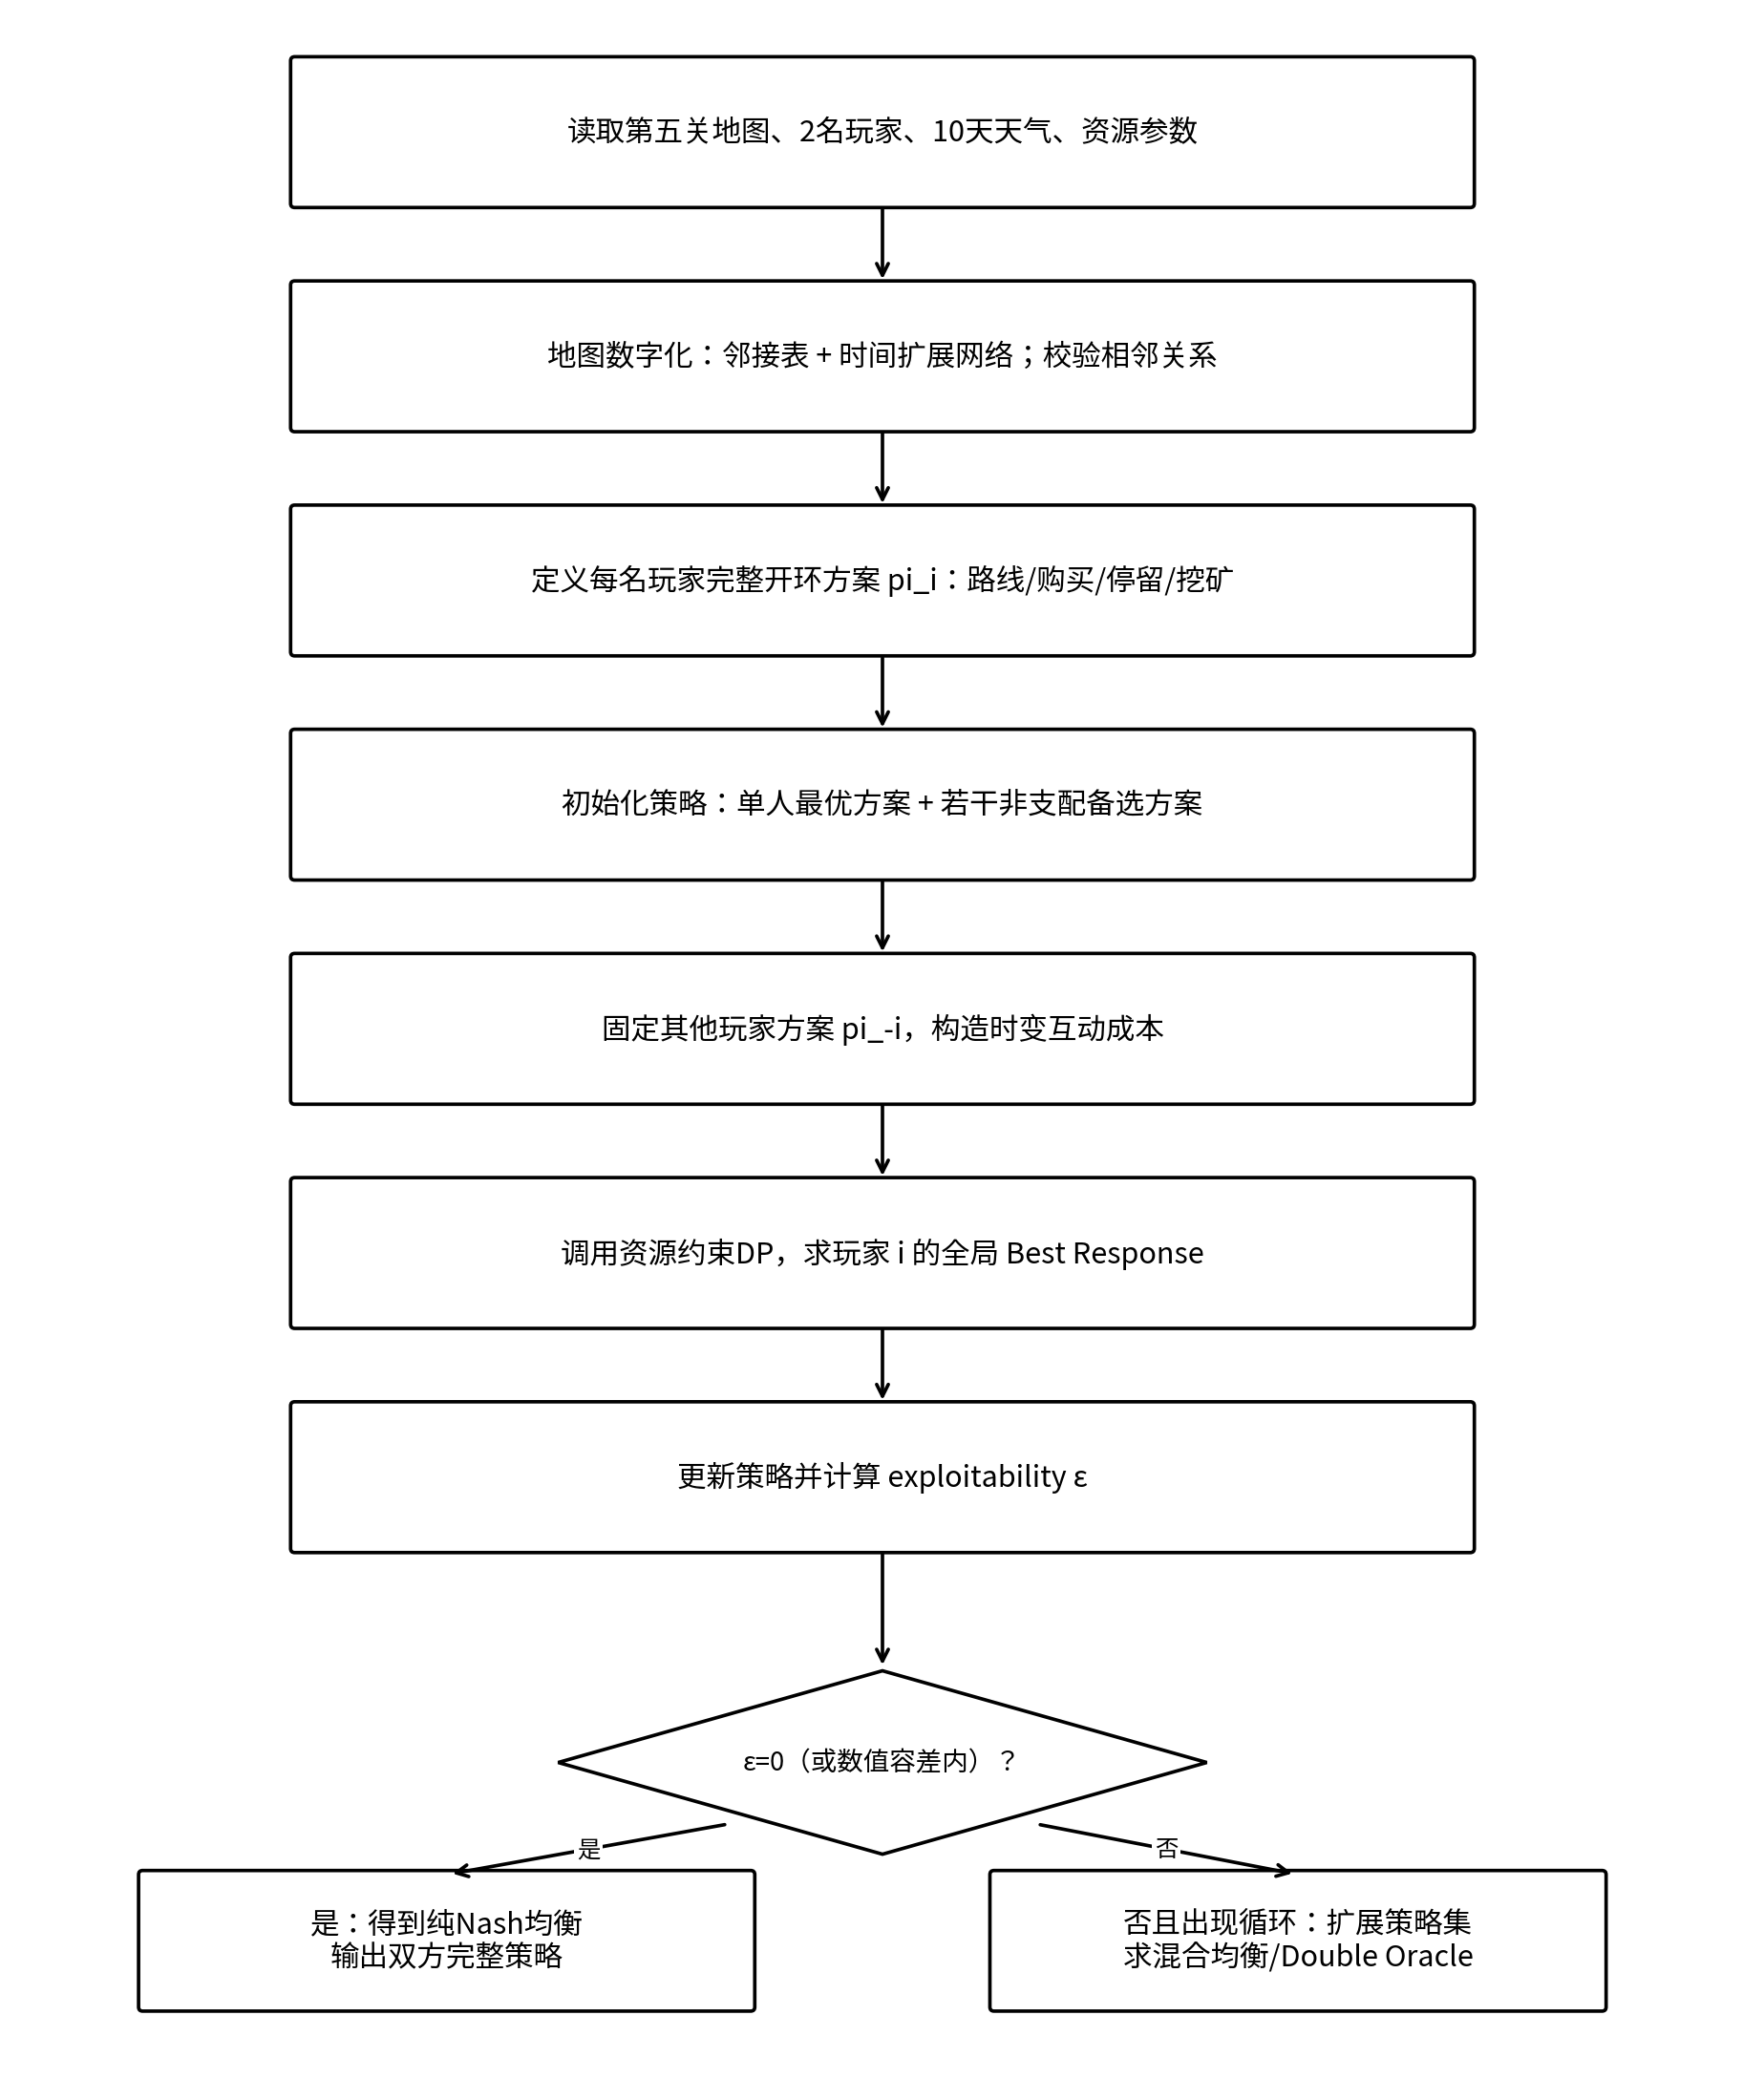 读取第五关地图、2名玩家、10天天气、资源参数
地图数字化：邻接表 + 时间扩展网络；校验相邻关系
定义每名玩家完整开环方案 pi_i：路线/购买/停留/挖矿
初始化策略：单人最优方案 + 若干非支配备选方案
固定其他玩家方案 pi_-i，构造时变互动成本
调用资源约束DP，求玩家 i 的全局 Best Response
更新策略并计算 exploitability ε
ε=0（或数值容差内）？
是
否
是：得到纯Nash均衡
输出双方完整策略
否且出现循环：扩展策略集
求混合均衡/Double Oracle